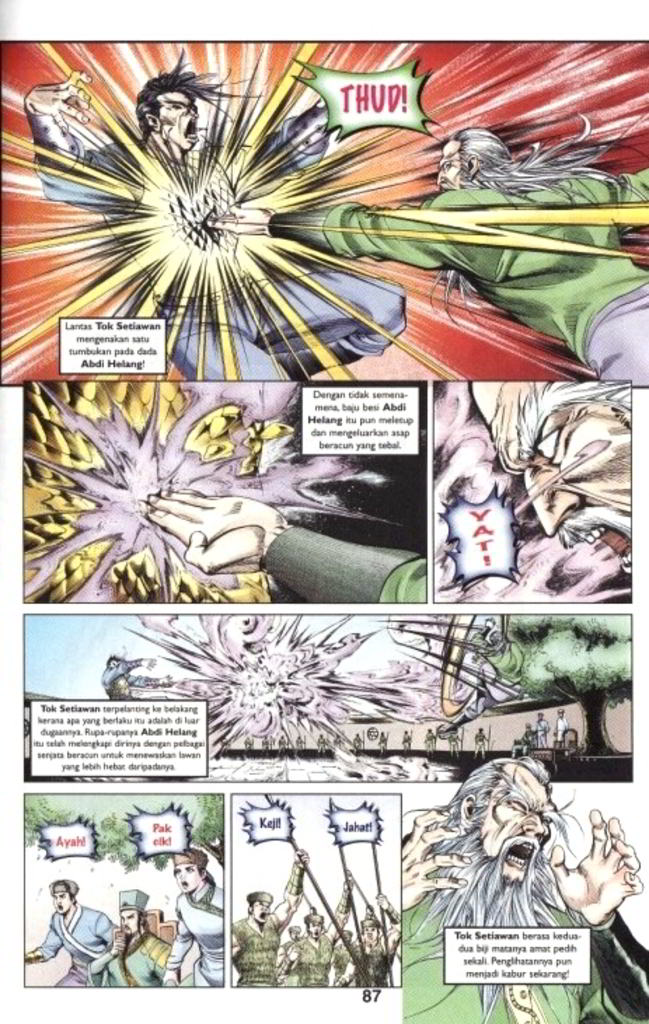 THUD!
Lantas Tok Setiawan
mengenakan satu
tumbukan pada dada
Abdi Helang!
Dengan tidak semena-
mena, baju besi Abdi
Helang itu pun meletup
dan mengeluarkan asap
beracun yang tebal.
YAT!
Tok Setiawan terpelanting ke belakang
kerana apa yang berlaku itu adalah di luar
dugaannya. Rupa-rupanya Abdi Helang
itu telah melengkapi dirinya dengan pelbagai
senjata beracun untuk menewaskan lawan
yang lebih hebat daripadanya.
Ayah!
Pak
cik!
Keji!
Jahat!
Tok Setiawan berasa kedua-
dua biji matanya amat pedih
sekali. Penglihatannya pun
menjadi kabur sekarang!
87